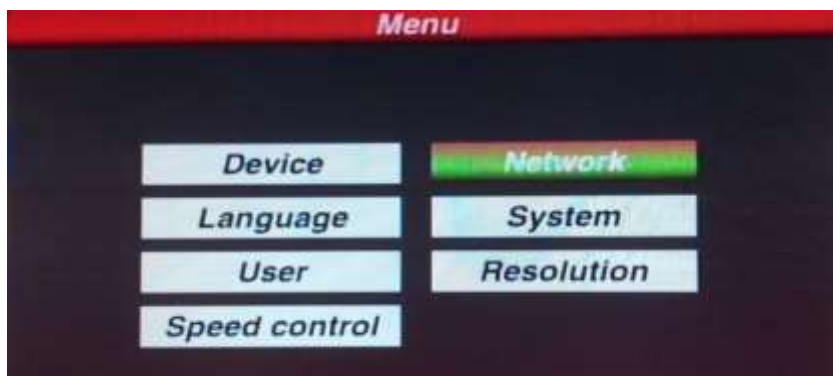 Menu
Device
Network
Language
System
User
Resolution
Speed control